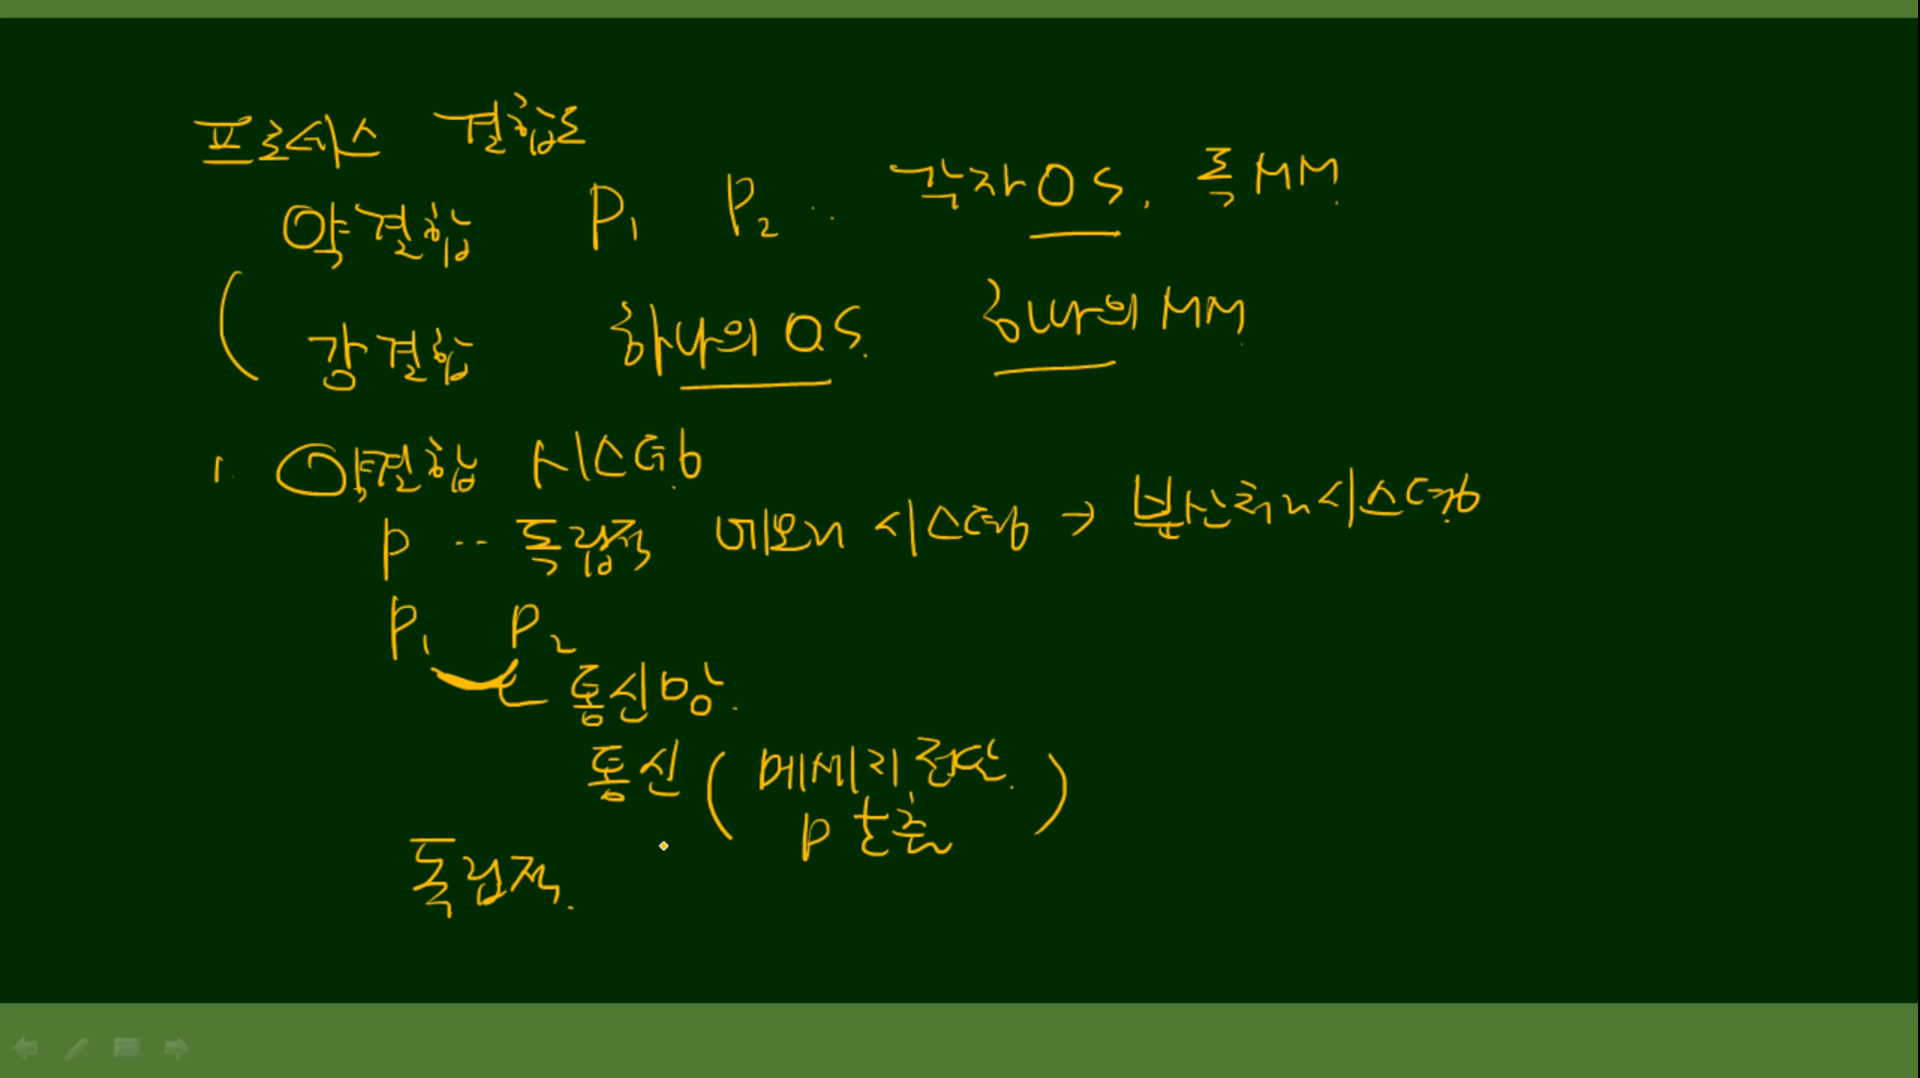 프로세스 결합도
약결합 P₁ P₂ .. 각자 OS. 독 MM.
( 강결합 하나의 OS. 하나의 MM
1. 약결합 시스템
P .. 독립적 메모리 시스템 → 분산처리시스템
P₁ P₂
통신망.
통신 ( 메세지 전달. )
P 호출
독립적.